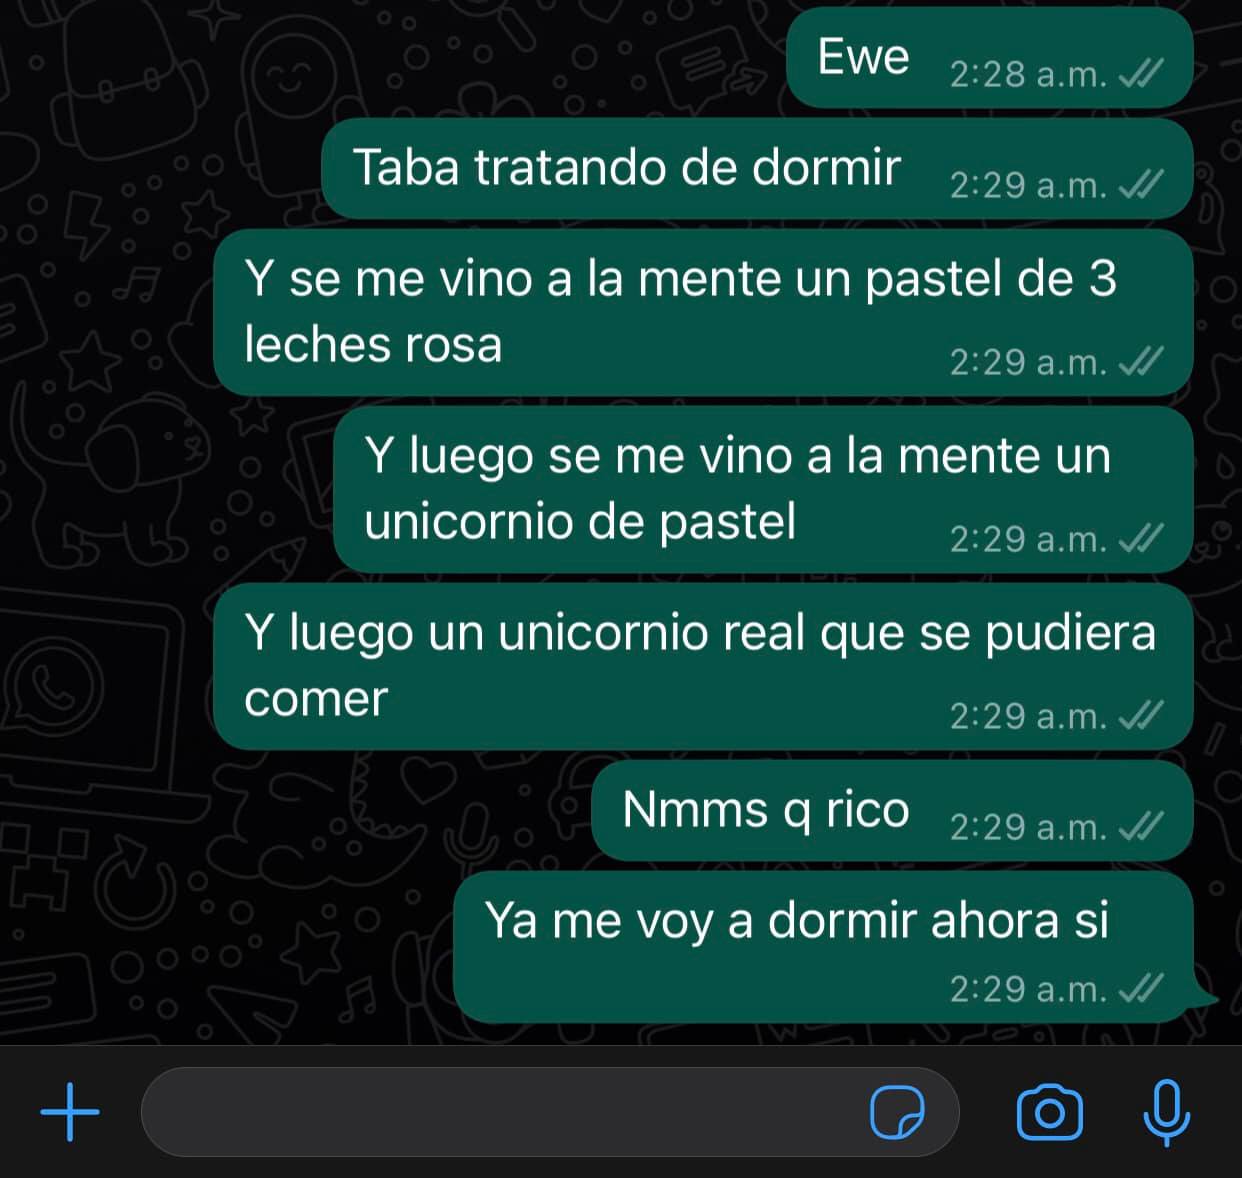 Ewe
2:28 a.m.
Taba tratando de dormir
2:29 a.m.
Y se me vino a la mente un pastel de 3
leches rosa
2:29 a.m.
Y luego se me vino a la mente un
unicornio de pastel
2:29 a.m.
Y luego un unicornio real que se pudiera
comer
2:29 a.m.
Nmms q rico
2:29 a.m.
Ya me voy a dormir ahora si
2:29 a.m.